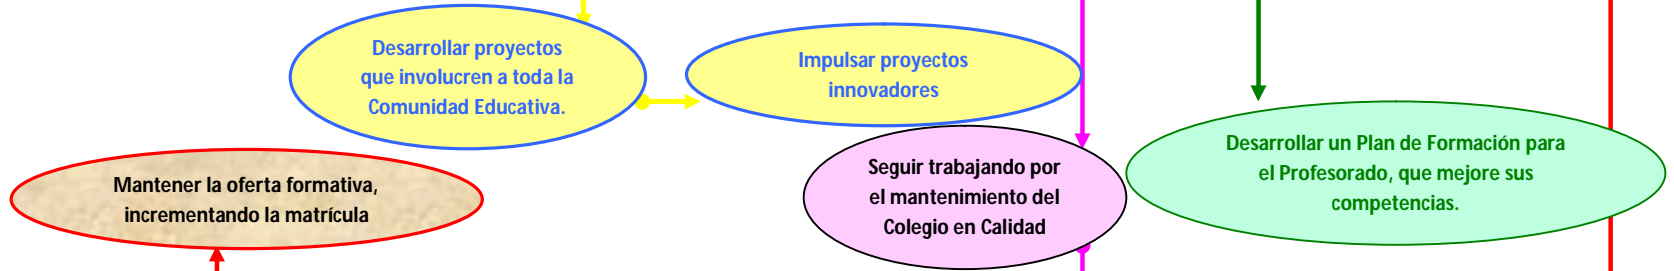 Desarrollar proyectos
que involucren a toda la
Comunidad Educativa.
Impulsar proyectos
innovadores
Mantener la oferta formativa,
incrementando la matrícula
Seguir trabajando por
el mantenimiento del
Colegio en Calidad
Desarrollar un Plan de Formación para
el Profesorado, que mejore sus
competencias.